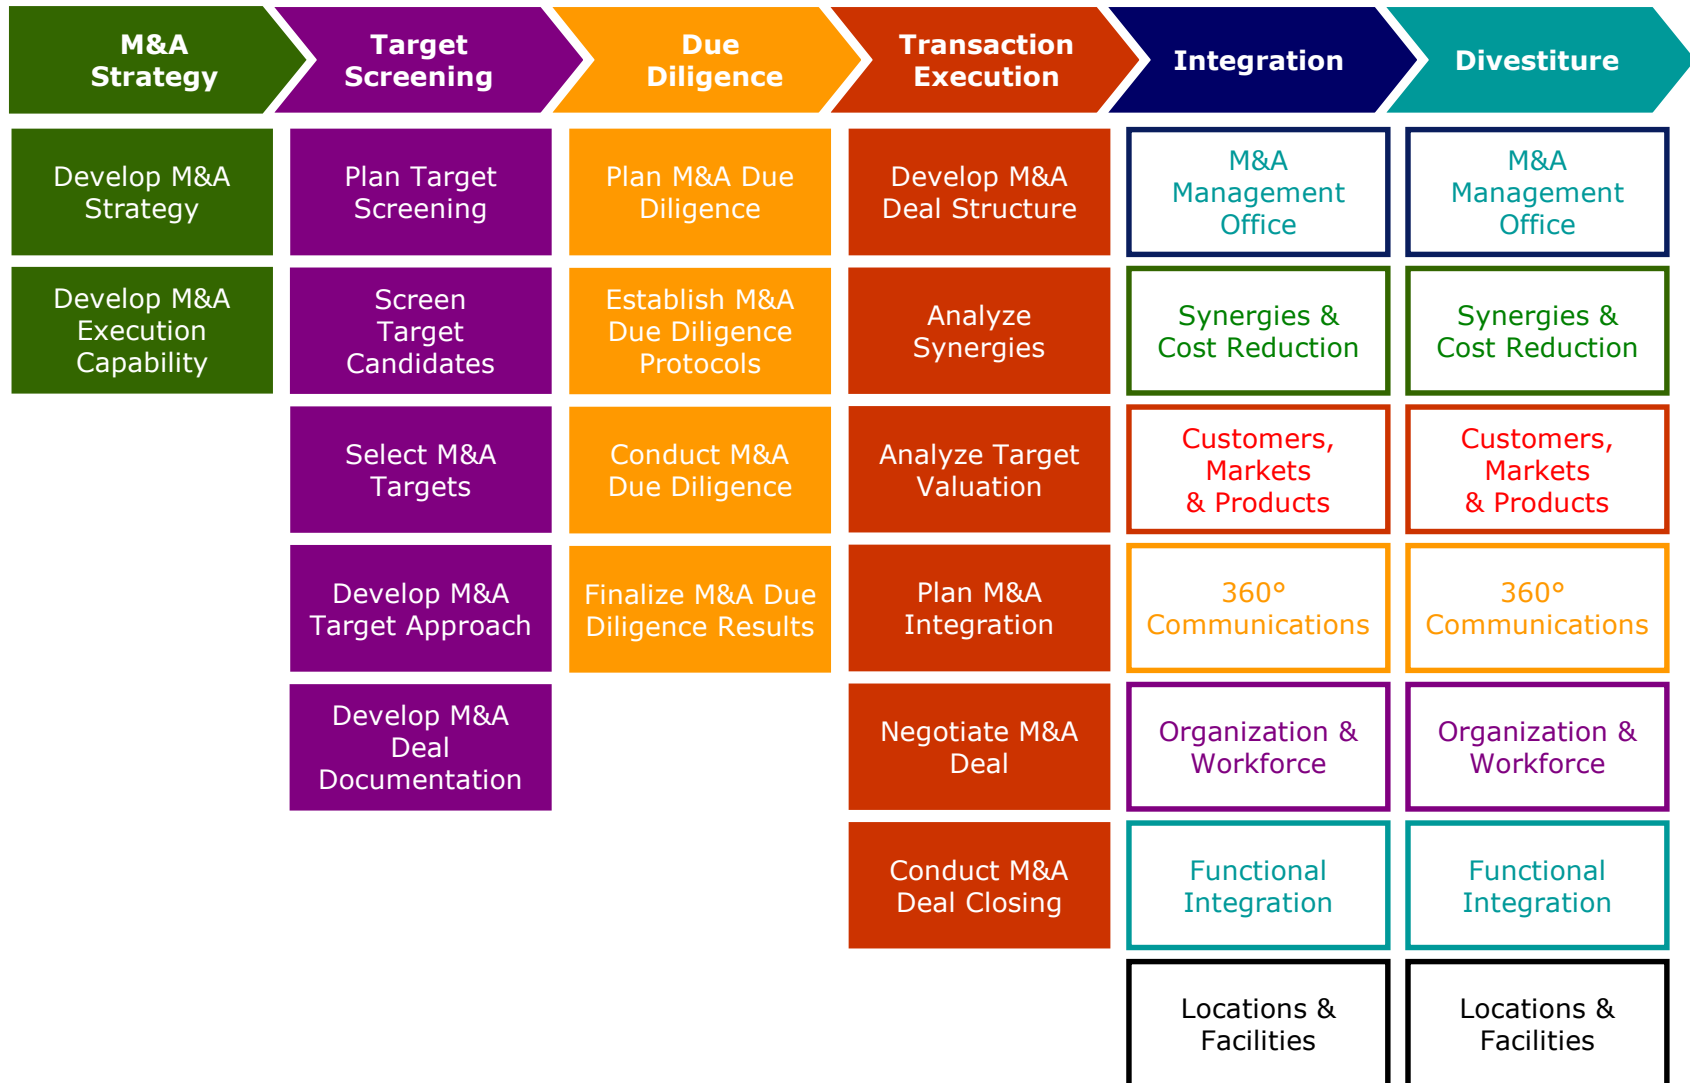 M&A
Strategy
Target
Screening
Due
Diligence
Transaction
Execution
Integration
Divestiture
Develop M&A
Strategy
Develop M&A
Execution
Capability
Plan Target
Screening
Screen
Target
Candidates
Select M&A
Targets
Develop M&A
Target Approach
Develop M&A
Deal
Documentation
Plan M&A Due
Diligence
Establish M&A
Due Diligence
Protocols
Conduct M&A
Due Diligence
Finalize M&A Due
Diligence Results
Develop M&A
Deal Structure
Analyze
Synergies
Analyze Target
Valuation
Plan M&A
Integration
Negotiate M&A
Deal
Conduct M&A
Deal Closing
M&A
Management
Office
Synergies &
Cost Reduction
Customers,
Markets
& Products
360°
Communications
Organization &
Workforce
Functional
Integration
Locations &
Facilities
M&A
Management
Office
Synergies &
Cost Reduction
Customers,
Markets
& Products
360°
Communications
Organization &
Workforce
Functional
Integration
Locations &
Facilities